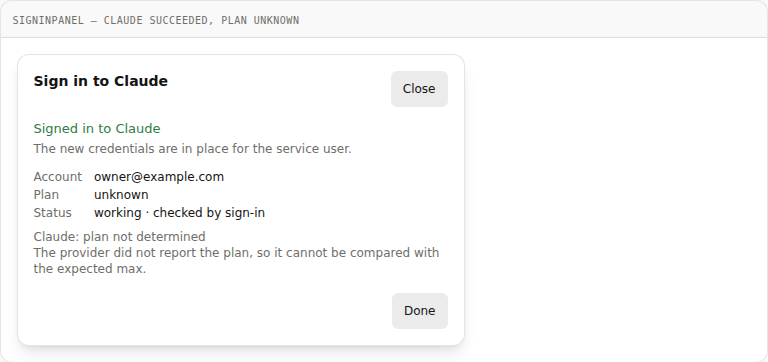 SIGNINPANEL — CLAUDE SUCCEEDED, PLAN UNKNOWN
Sign in to Claude
Close
Signed in to Claude
The new credentials are in place for the service user.
Account owner@example.com
Plan unknown
Status working · checked by sign-in
Claude: plan not determined
The provider did not report the plan, so it cannot be compared with
the expected max.
Done